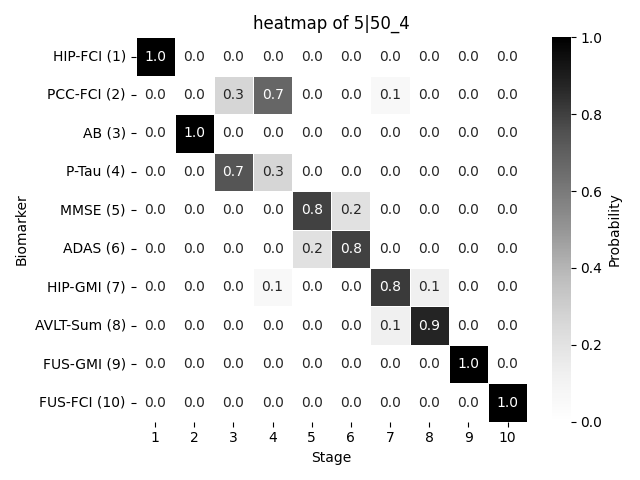 heatmap of 5|50_4
HIP-FCI (1) 1.0 0.0 0.0 0.0 0.0 0.0 0.0 0.0 0.0 0.0
PCC-FCI (2) 0.0 0.0 0.3 0.7 0.0 0.0 0.1 0.0 0.0 0.0
AB (3) 0.0 1.0 0.0 0.0 0.0 0.0 0.0 0.0 0.0 0.0
P-Tau (4) 0.0 0.0 0.7 0.3 0.0 0.0 0.0 0.0 0.0 0.0
MMSE (5) 0.0 0.0 0.0 0.0 0.8 0.2 0.0 0.0 0.0 0.0
ADAS (6) 0.0 0.0 0.0 0.0 0.2 0.8 0.0 0.0 0.0 0.0
HIP-GMI (7) 0.0 0.0 0.0 0.1 0.0 0.0 0.8 0.1 0.0 0.0
AVLT-Sum (8) 0.0 0.0 0.0 0.0 0.0 0.0 0.1 0.9 0.0 0.0
FUS-GMI (9) 0.0 0.0 0.0 0.0 0.0 0.0 0.0 0.0 1.0 0.0
FUS-FCI (10) 0.0 0.0 0.0 0.0 0.0 0.0 0.0 0.0 0.0 1.0
1 2 3 4 5 6 7 8 9 10
Stage
Biomarker
1.0
0.8
0.6
0.4
0.2
0.0
Probability